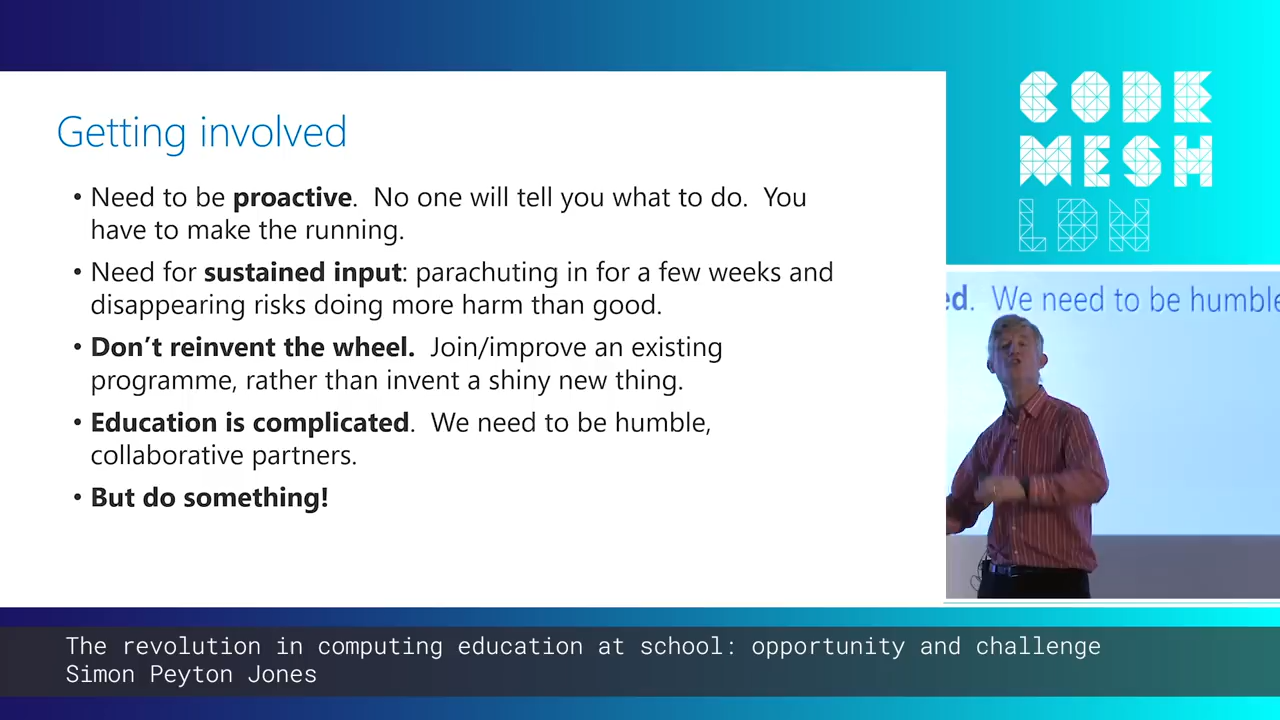 Getting involved
• Need to be proactive. No one will tell you what to do. You
have to make the running.
• Need for sustained input: parachuting in for a few weeks and
disappearing risks doing more harm than good.
• Don’t reinvent the wheel. Join/improve an existing
programme, rather than invent a shiny new thing.
• Education is complicated. We need to be humble,
collaborative partners.
• But do something!
CODE
MESH
LDN
ed. We need to be humble
The revolution in computing education at school: opportunity and challenge
Simon Peyton Jones